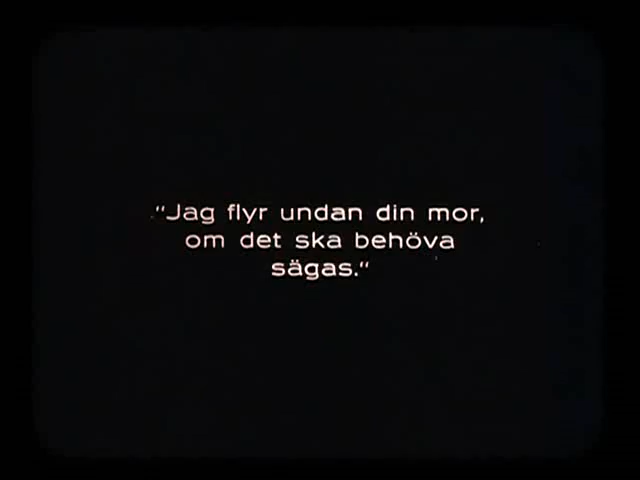 "Jag flyr undan din mor,
om det ska behöva
sägas."